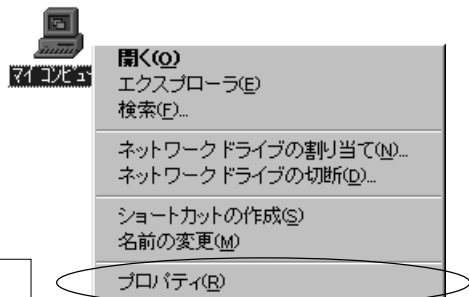 マイ コンピュ
開く(O)
エクスプローラ(E)
検索(F)...
ネットワーク ドライブの割り当て(N)...
ネットワーク ドライブの切断(D)...
ショートカットの作成(S)
名前の変更(M)
プロパティ(R)